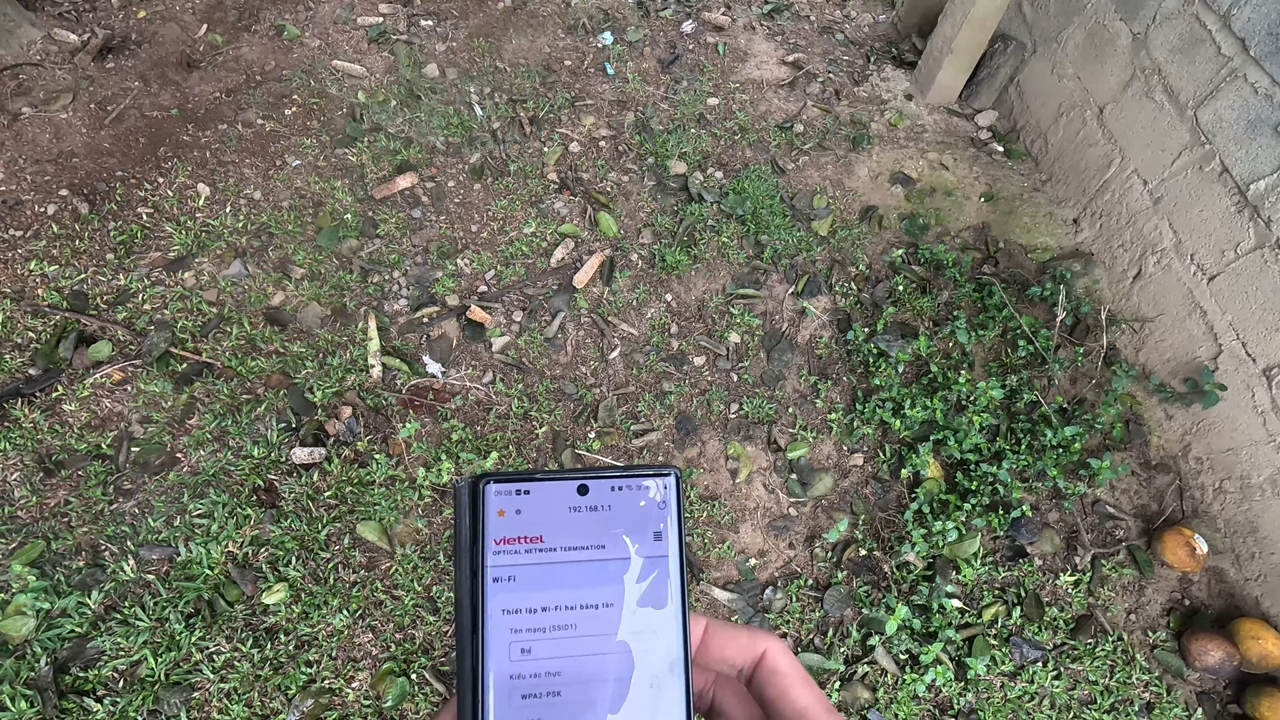 09:08
192.168.1.1
viettel
OPTICAL NETWORK TERMINATION
Wi-Fi
Thiết lập Wi-Fi hai băng tần
Tên mạng (SSID1)
Bu
Kiểu xác thực
WPA2-PSK